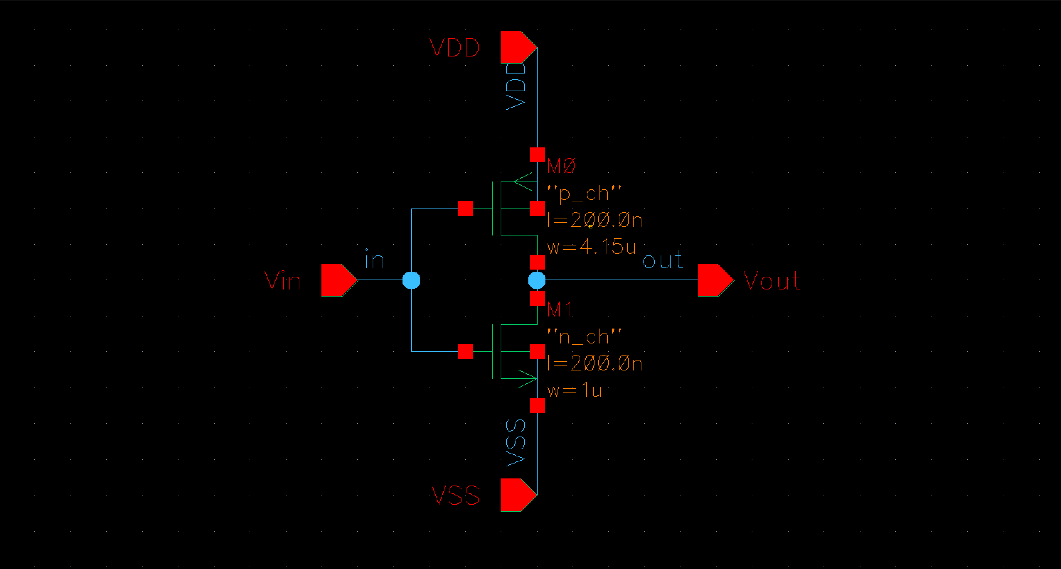 VDD
VDD
M0
"p_ch"
l=200.0n
w=4.15u
in
out
Vin
Vout
M1
"n_ch"
l=200.0n
w=1u
VSS
VSS